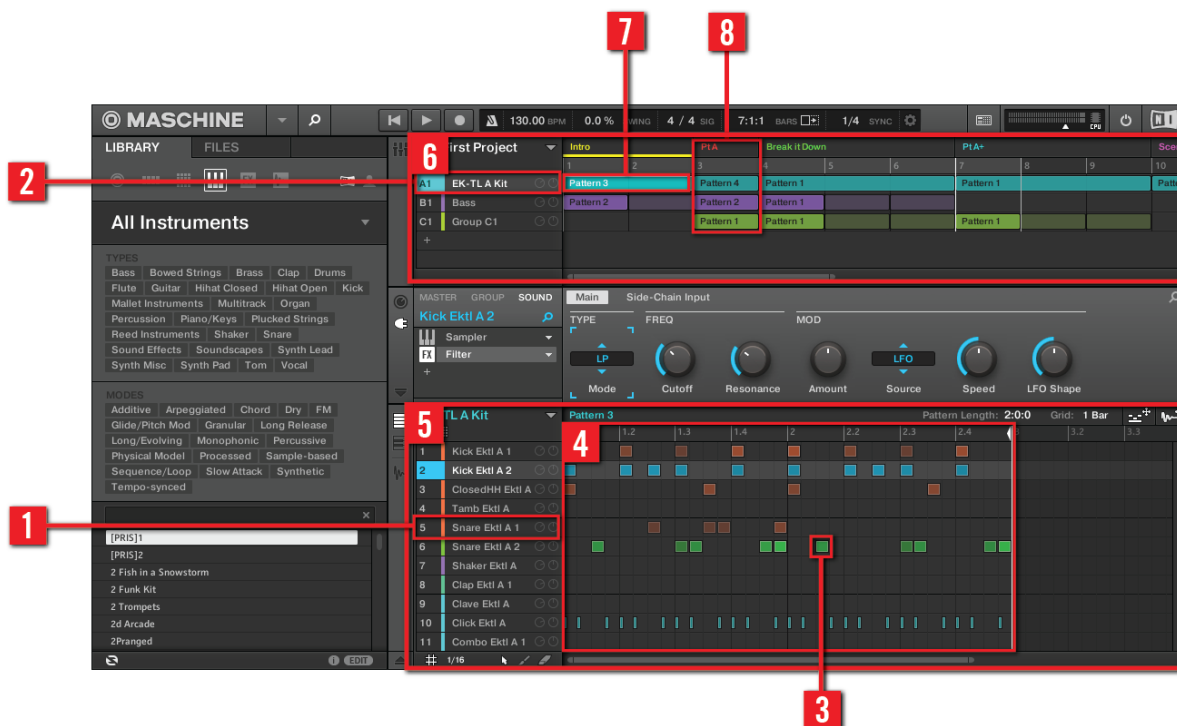 7
8
MASCHINE
130.00 BPM 0.0% SWING 4 / 4 SIG 7:1:1 BARS 1/4 SYNC CPU NI
LIBRARY FILES
6
First Project
Intro Pt A Break it Down Pt A+ Scen
1 2 3 4 5 6 7 8 9 10
2
A1 EK-TL A Kit Pattern 3 Pattern 4 Pattern 1 Pattern 1 Patt
B1 Bass Pattern 2 Pattern 2 Pattern 1
C1 Group C1 Pattern 1 Pattern 1 Pattern 1
+
All Instruments
TYPES
Bass Bowed Strings Brass Clap Drums
Flute Guitar Hihat Closed Hihat Open Kick
Mallet Instruments Multitrack Organ
Percussion Piano/Keys Plucked Strings
Reed Instruments Shaker Snare
Sound Effects Soundscapes Synth Lead
Synth Misc Synth Pad Tom Vocal
MODES
Additive Arpeggiated Chord Dry FM
Glide/Pitch Mod Granular Long Release
Long/Evolving Monophonic Percussive
Physical Model Processed Sample-based
Sequence/Loop Slow Attack Synthetic
Tempo-synced
[PRIS]1
[PRIS]2
2 Fish in a Snowstorm
2 Funk Kit
2 Trompets
2d Arcade
2Pranged
EDIT
MASTER GROUP SOUND
Kick Ektl A 2
Sampler
FX Filter
+
Main Side-Chain Input
TYPE FREQ MOD
LP LFO
Mode Cutoff Resonance Amount Source Speed LFO Shape
5
TL A Kit
Pattern 3 Pattern Length: 2:0:0 Grid: 1 Bar
4
1.2 1.3 1.4 2 2.2 2.3 2.4 3 3.2 3.3
1 Kick Ektl A 1
2 Kick Ektl A 2
3 ClosedHH Ektl A
4 Tamb Ektl A
1
5 Snare Ektl A 1
6 Snare Ektl A 2
7 Shaker Ektl A
8 Clap Ektl A 1
9 Clave Ektl A
10 Click Ektl A
11 Combo Ektl A 1
1/16
3